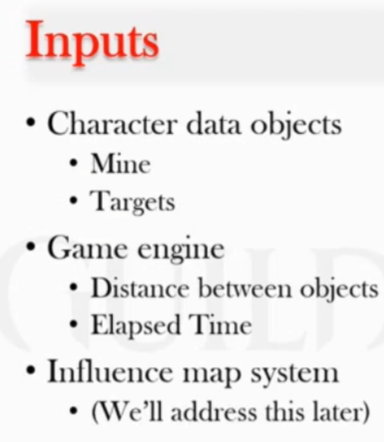 Inputs
• Character data objects
• Mine
• Targets
• Game engine
• Distance between objects
• Elapsed Time
• Influence map system
• (We'll address this later)
GUILD